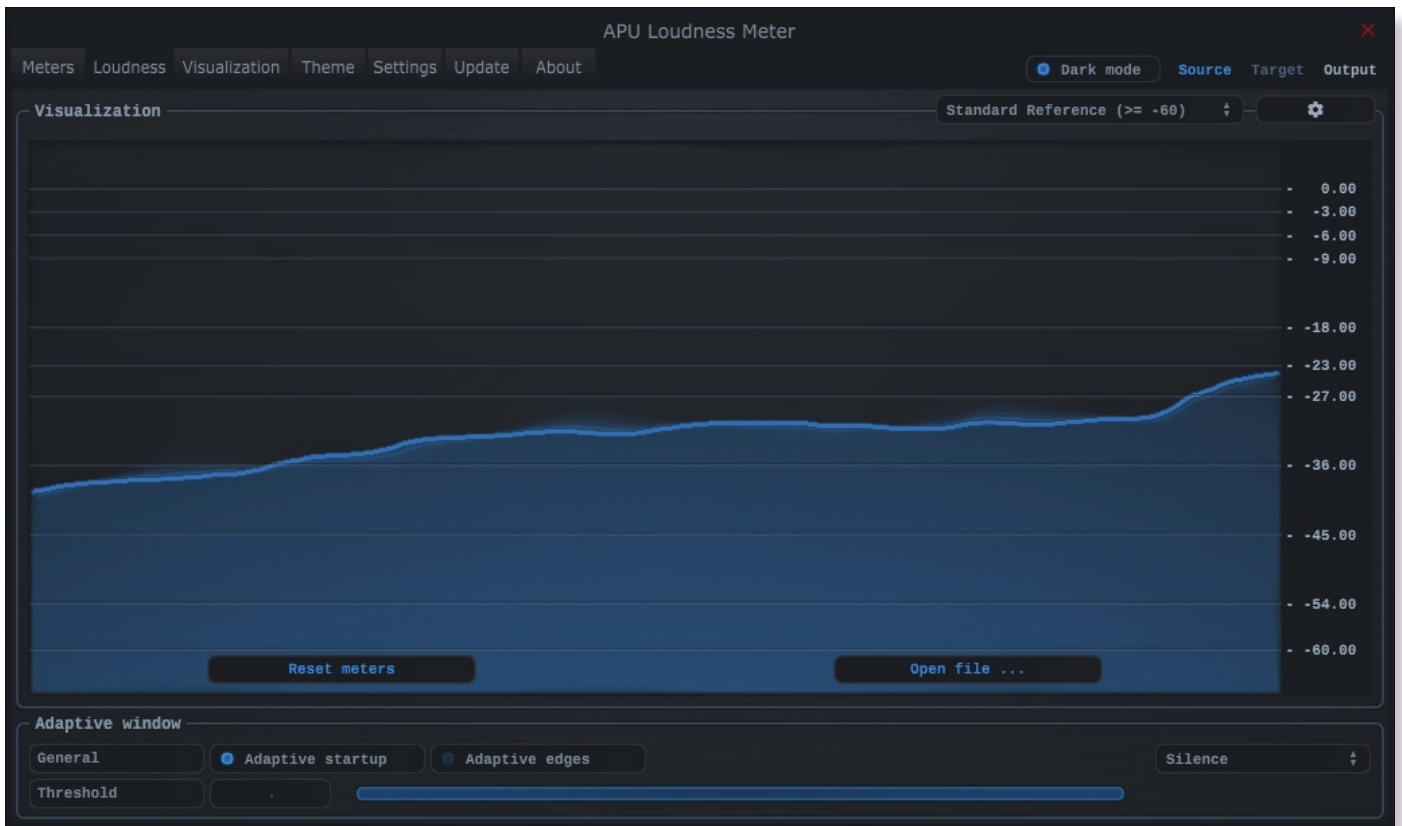 APU Loudness Meter
Meters Loudness Visualization Theme Settings Update About Dark mode Source Target Output
Visualization Standard Reference (>= -60)
- 0.00
- -3.00
- -6.00
- -9.00
- -18.00
- -23.00
- -27.00
- -36.00
- -45.00
- -54.00
- -60.00
Reset meters Open file ...
Adaptive window
General Adaptive startup Adaptive edges Silence
Threshold .